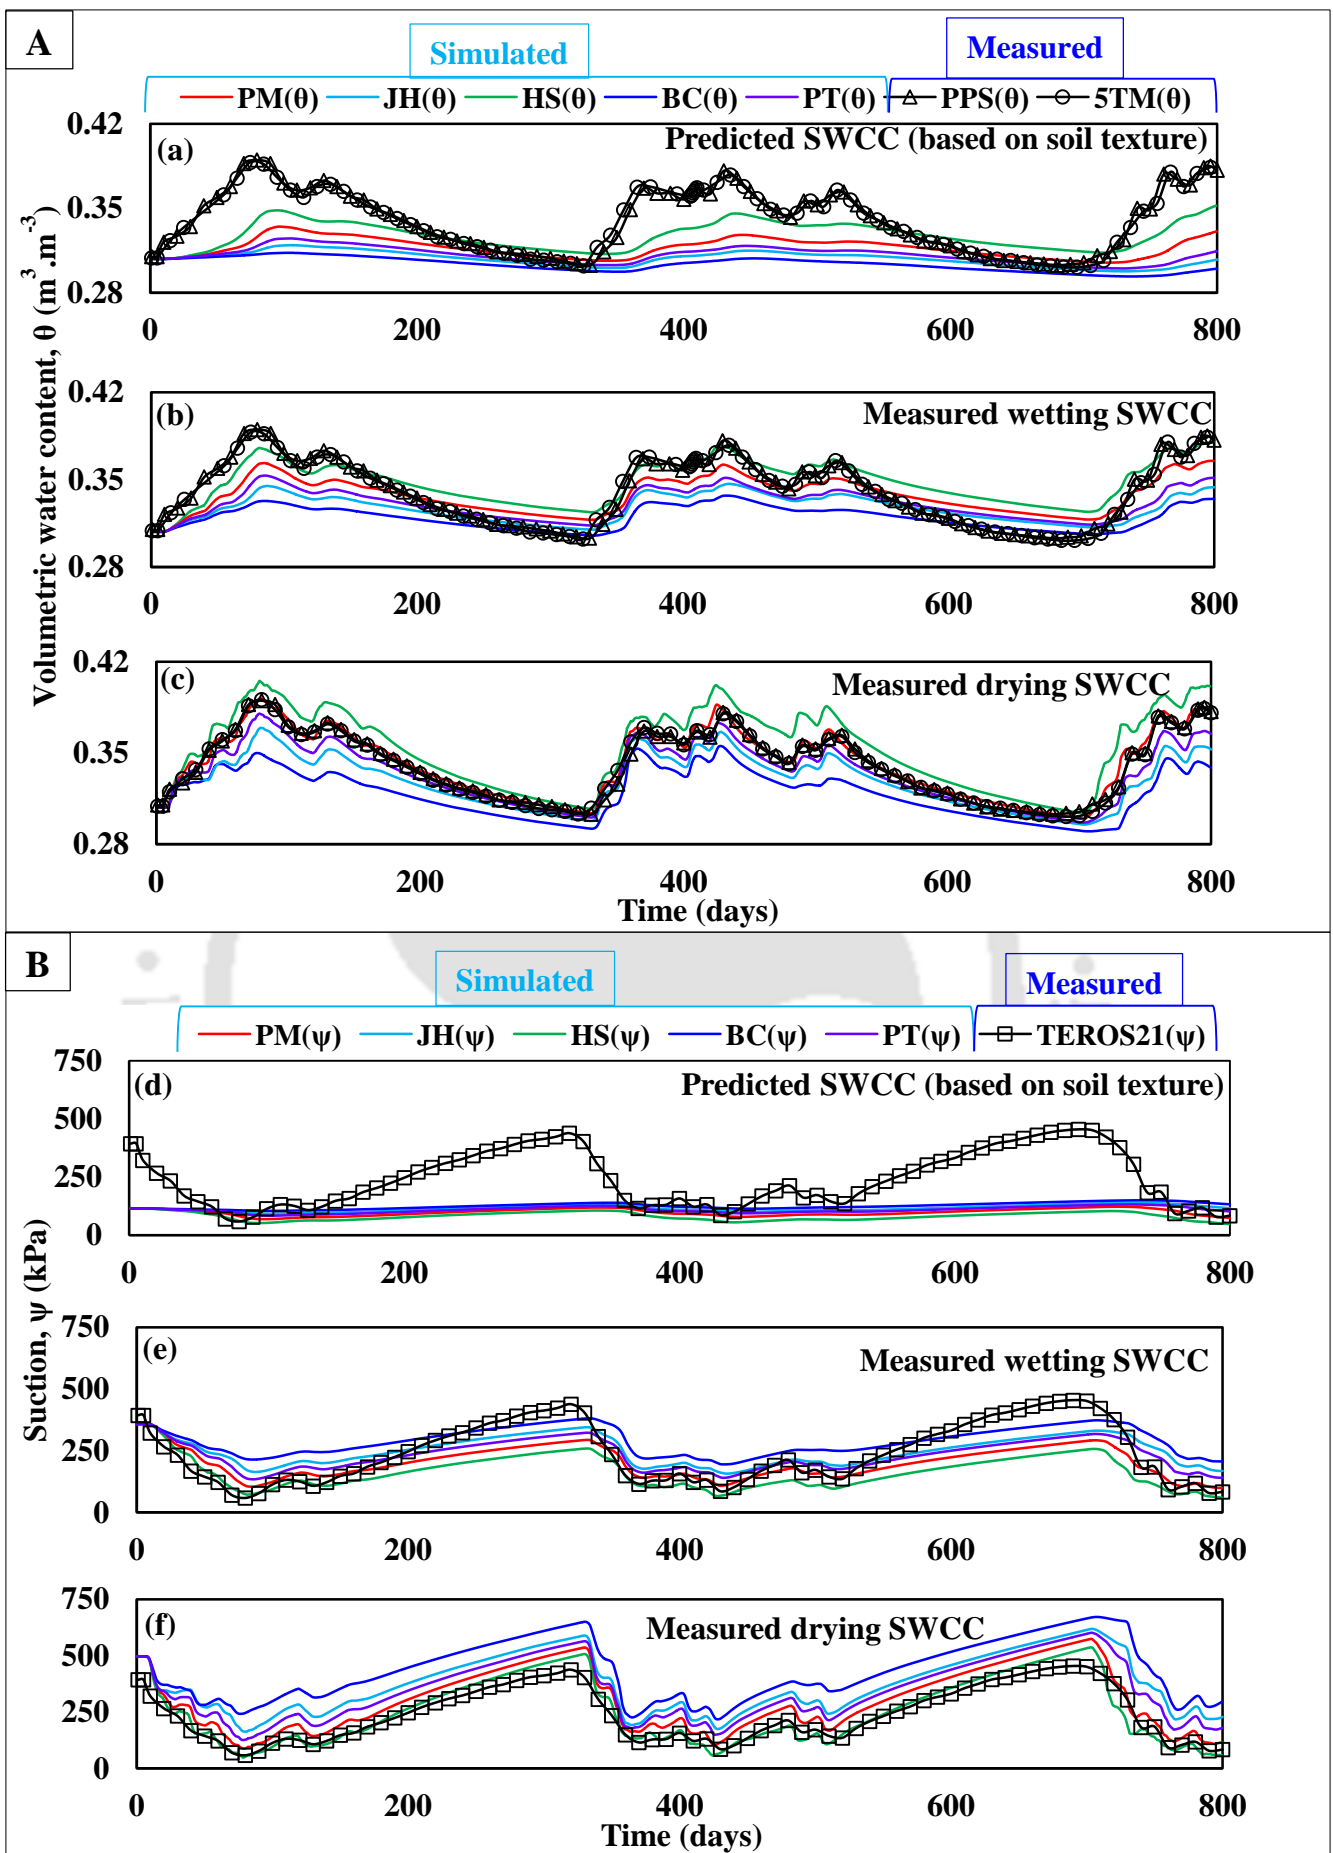 A
Simulated
Measured
PM(θ) JH(θ) HS(θ) BC(θ) PT(θ) PPS(θ) 5TM(θ)
Volumetric water content, θ (m³.m⁻³)
0.42
0.35
0.28
(a)
Predicted SWCC (based on soil texture)
0 200 400 600 800
0.42
0.35
0.28
(b)
Measured wetting SWCC
0 200 400 600 800
0.42
0.35
0.28
(c)
Measured drying SWCC
0 200 400 600 800
Time (days)
B
Simulated
Measured
PM(ψ) JH(ψ) HS(ψ) BC(ψ) PT(ψ) TEROS21(ψ)
Suction, ψ (kPa)
750
500
250
0
(d)
Predicted SWCC (based on soil texture)
0 200 400 600 800
750
500
250
0
(e)
Measured wetting SWCC
0 200 400 600 800
750
500
250
0
(f)
Measured drying SWCC
0 200 400 600 800
Time (days)